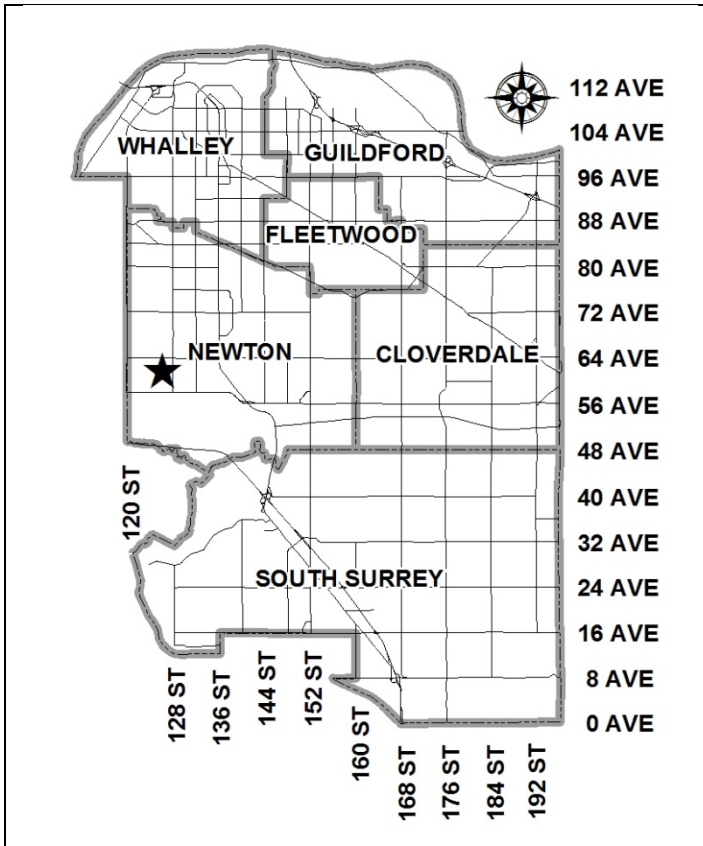 112 AVE
104 AVE
WHALLEY
GUILDFORD
96 AVE
88 AVE
FLEETWOOD
80 AVE
72 AVE
NEWTON
CLOVERDALE
64 AVE
56 AVE
48 AVE
120 ST
40 AVE
32 AVE
SOUTH SURREY
24 AVE
16 AVE
8 AVE
0 AVE
128 ST
136 ST
144 ST
152 ST
160 ST
168 ST
176 ST
184 ST
192 ST